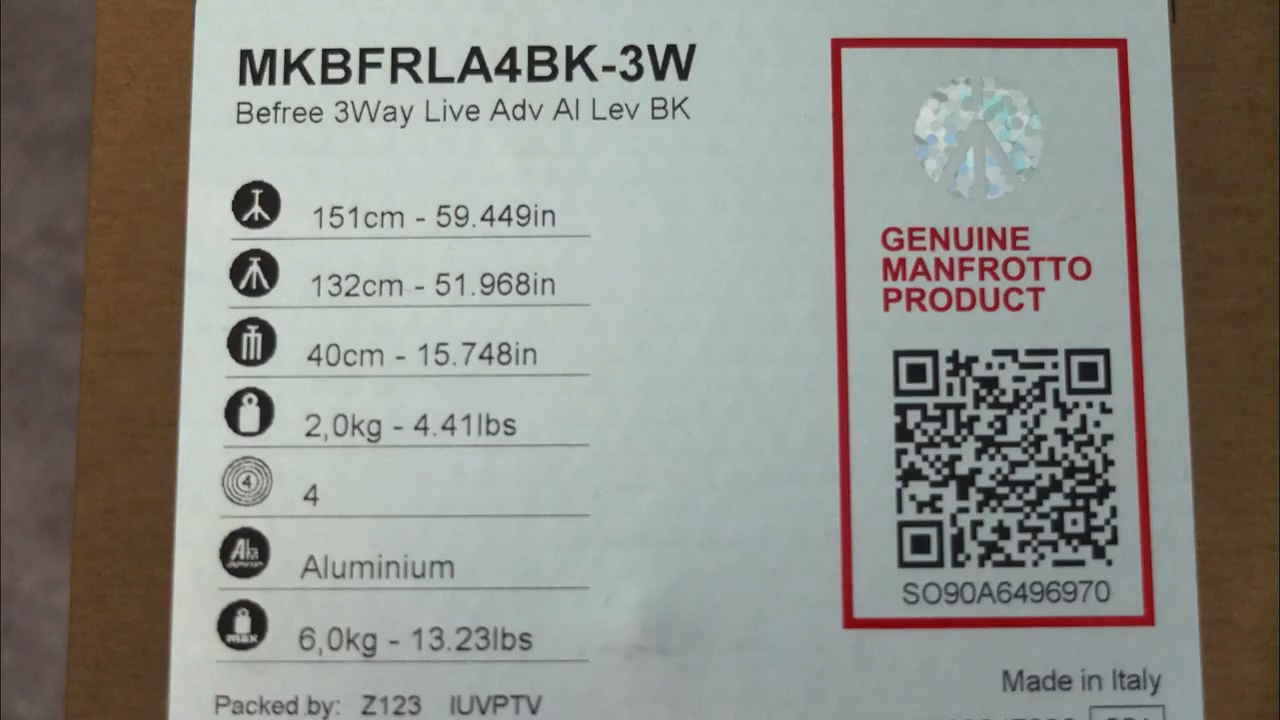 MKBFRLA4BK-3W
Befree 3Way Live Adv Al Lev BK
151cm - 59.449in
132cm - 51.968in
40cm - 15.748in
2,0kg - 4.41lbs
4
4
Aluminium
6,0kg - 13.23lbs
max
Packed by: Z123 IUVPTV
GENUINE
MANFROTTO
PRODUCT
SO90A6496970
Made in Italy